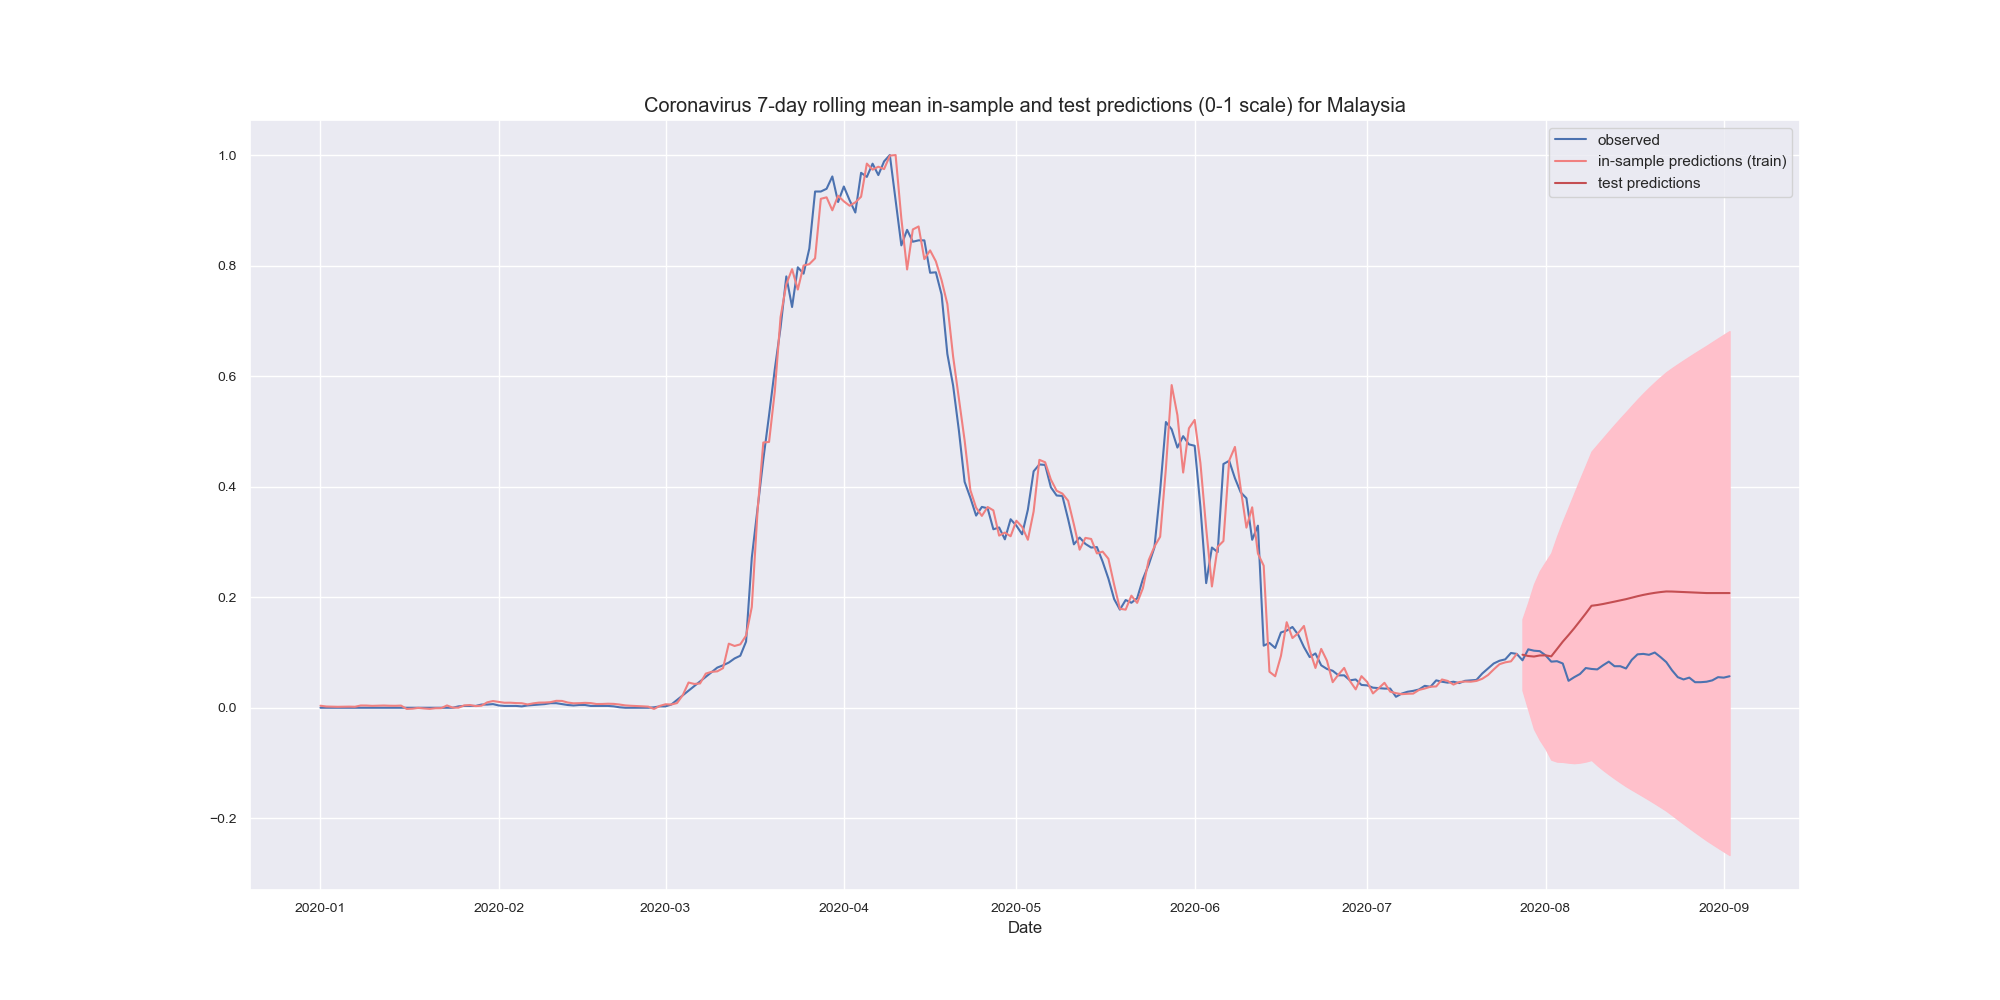 Coronavirus 7-day rolling mean in-sample and test predictions (0-1 scale) for Malaysia
observed
in-sample predictions (train)
test predictions
1.0
0.8
0.6
0.4
0.2
0.0
−0.2
2020-01 2020-02 2020-03 2020-04 2020-05 2020-06 2020-07 2020-08 2020-09
Date